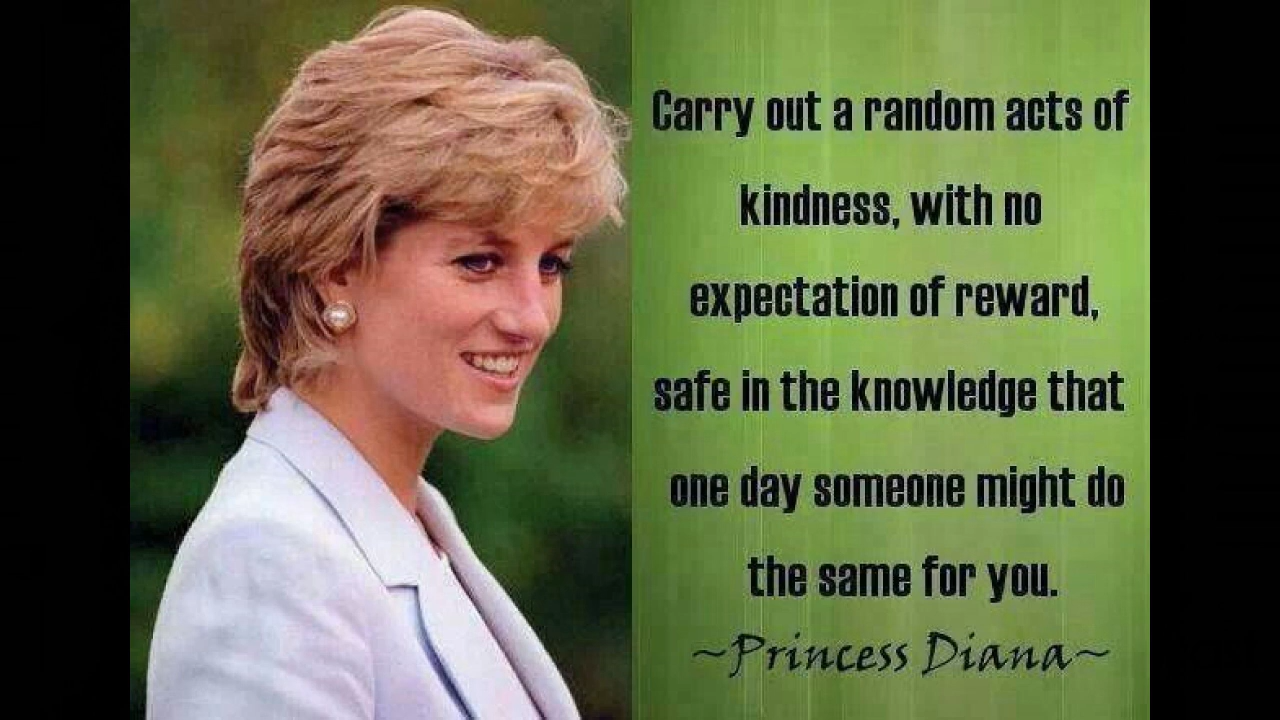 Carry out a random acts of
kindness, with no
expectation of reward,
safe in the knowledge that
one day someone might do
the same for you.
~Princess Diana~